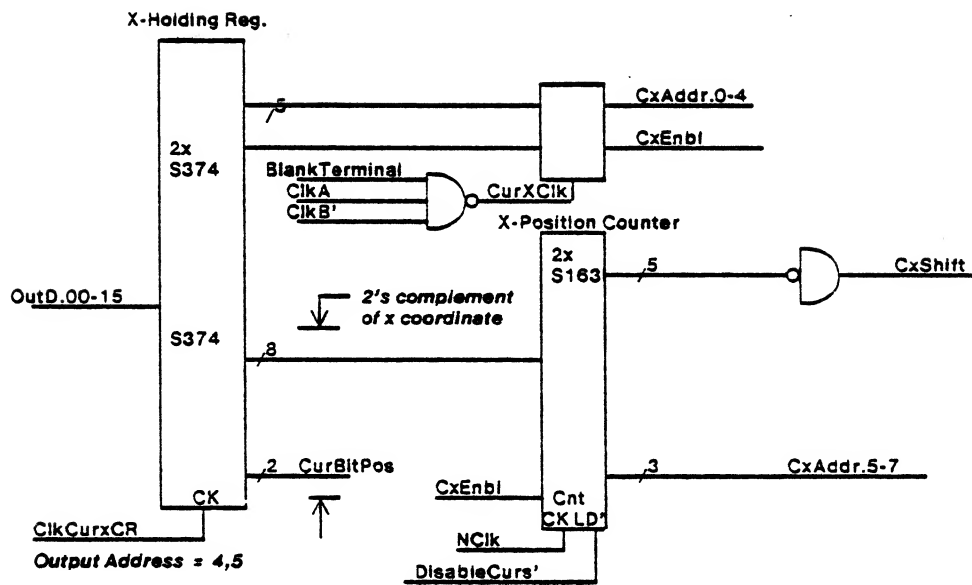 X-Holding Reg.
5
CxAddr.0-4
2x
S374
CxEnbl
BlankTerminal
ClkA
ClkB'
CurXClk
X-Position Counter
2x
S163
5
CxShift
OutD.00-15
2's complement
of x coordinate
S374
8
2
CurBitPos
3
CxAddr.5-7
CxEnbl
Cnt
CK
CK LD'
ClkCurxCR
NClk
Output Address = 4,5
DisableCurs'